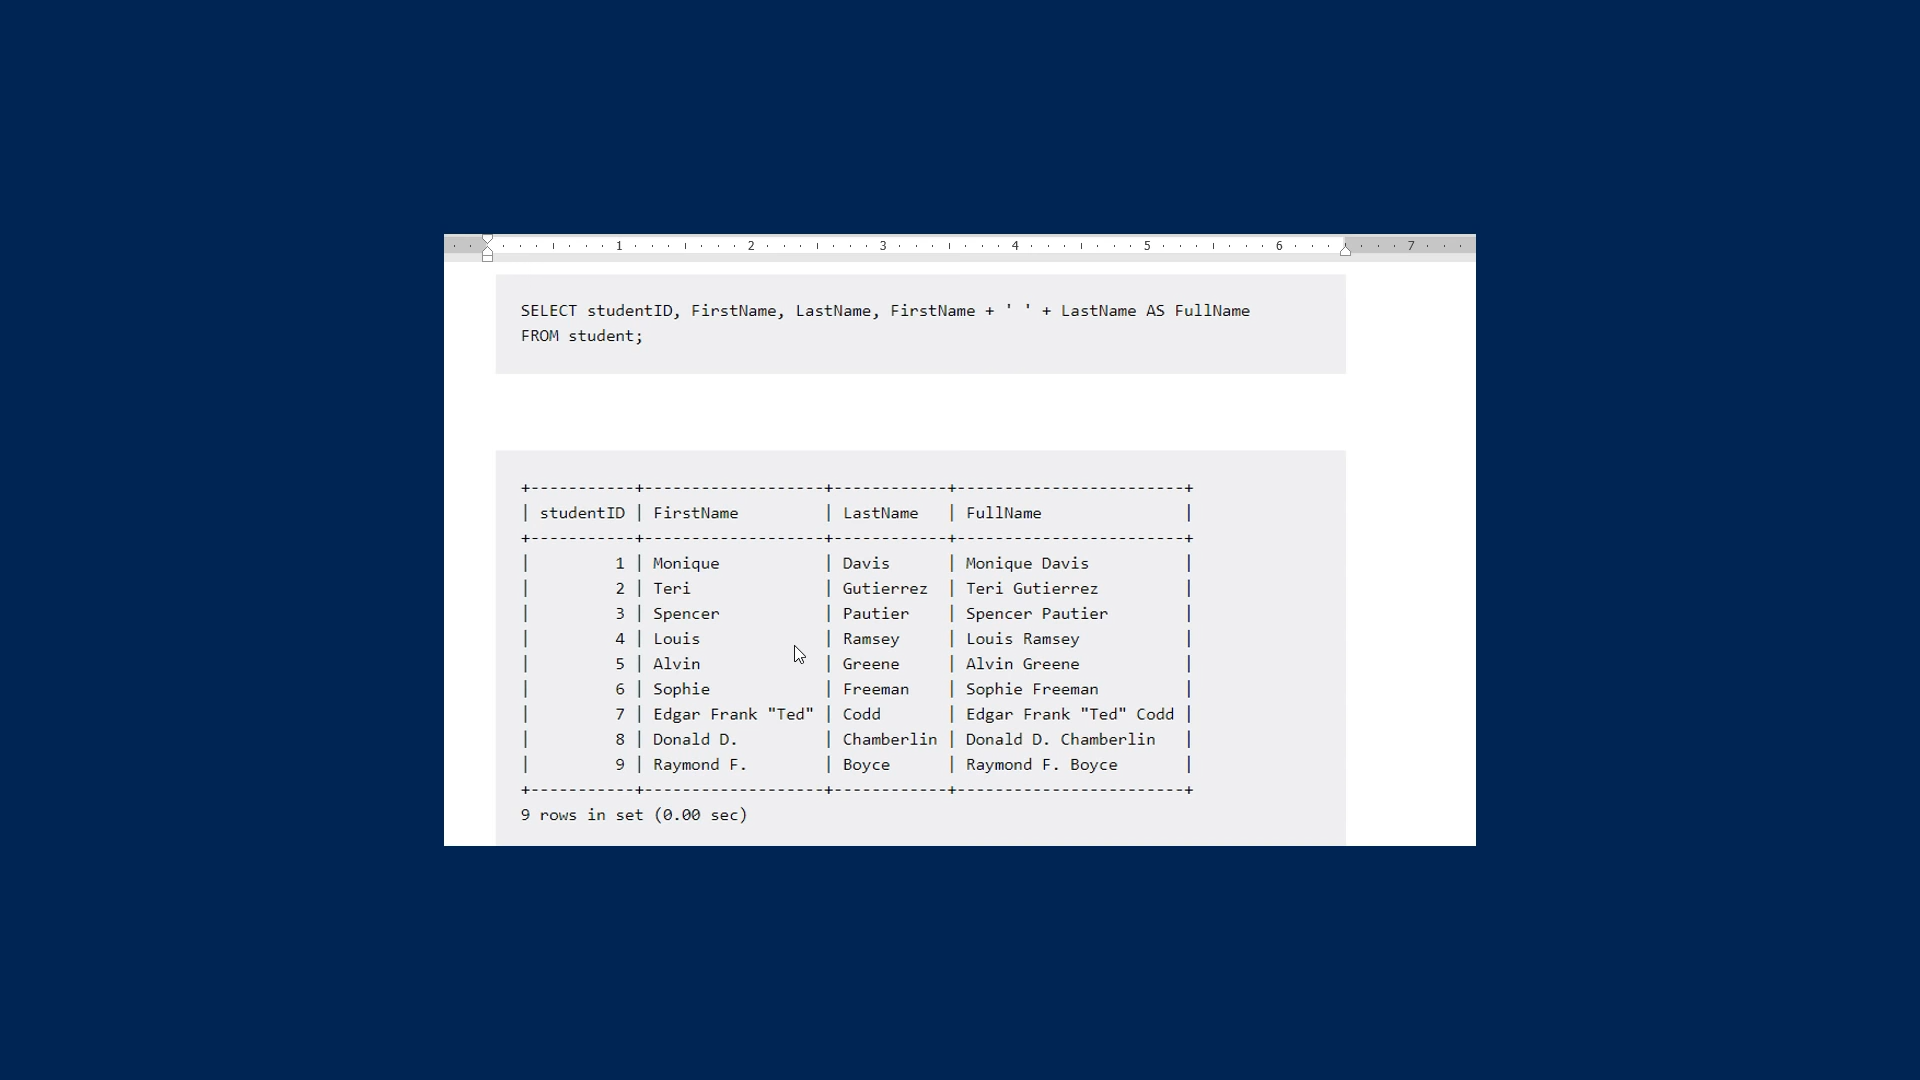 1 2 3 4 5 6 7
SELECT studentID, FirstName, LastName, FirstName + ' ' + LastName AS FullName
FROM student;
+-----------+-------------------+------------+------------------------+
| studentID | FirstName         | LastName   | FullName               |
+-----------+-------------------+------------+------------------------+
|         1 | Monique           | Davis      | Monique Davis          |
|         2 | Teri              | Gutierrez  | Teri Gutierrez         |
|         3 | Spencer           | Pautier    | Spencer Pautier        |
|         4 | Louis             | Ramsey     | Louis Ramsey           |
|         5 | Alvin             | Greene     | Alvin Greene           |
|         6 | Sophie            | Freeman    | Sophie Freeman         |
|         7 | Edgar Frank "Ted" | Codd       | Edgar Frank "Ted" Codd |
|         8 | Donald D.         | Chamberlin | Donald D. Chamberlin   |
|         9 | Raymond F.        | Boyce      | Raymond F. Boyce       |
+-----------+-------------------+------------+------------------------+
9 rows in set (0.00 sec)